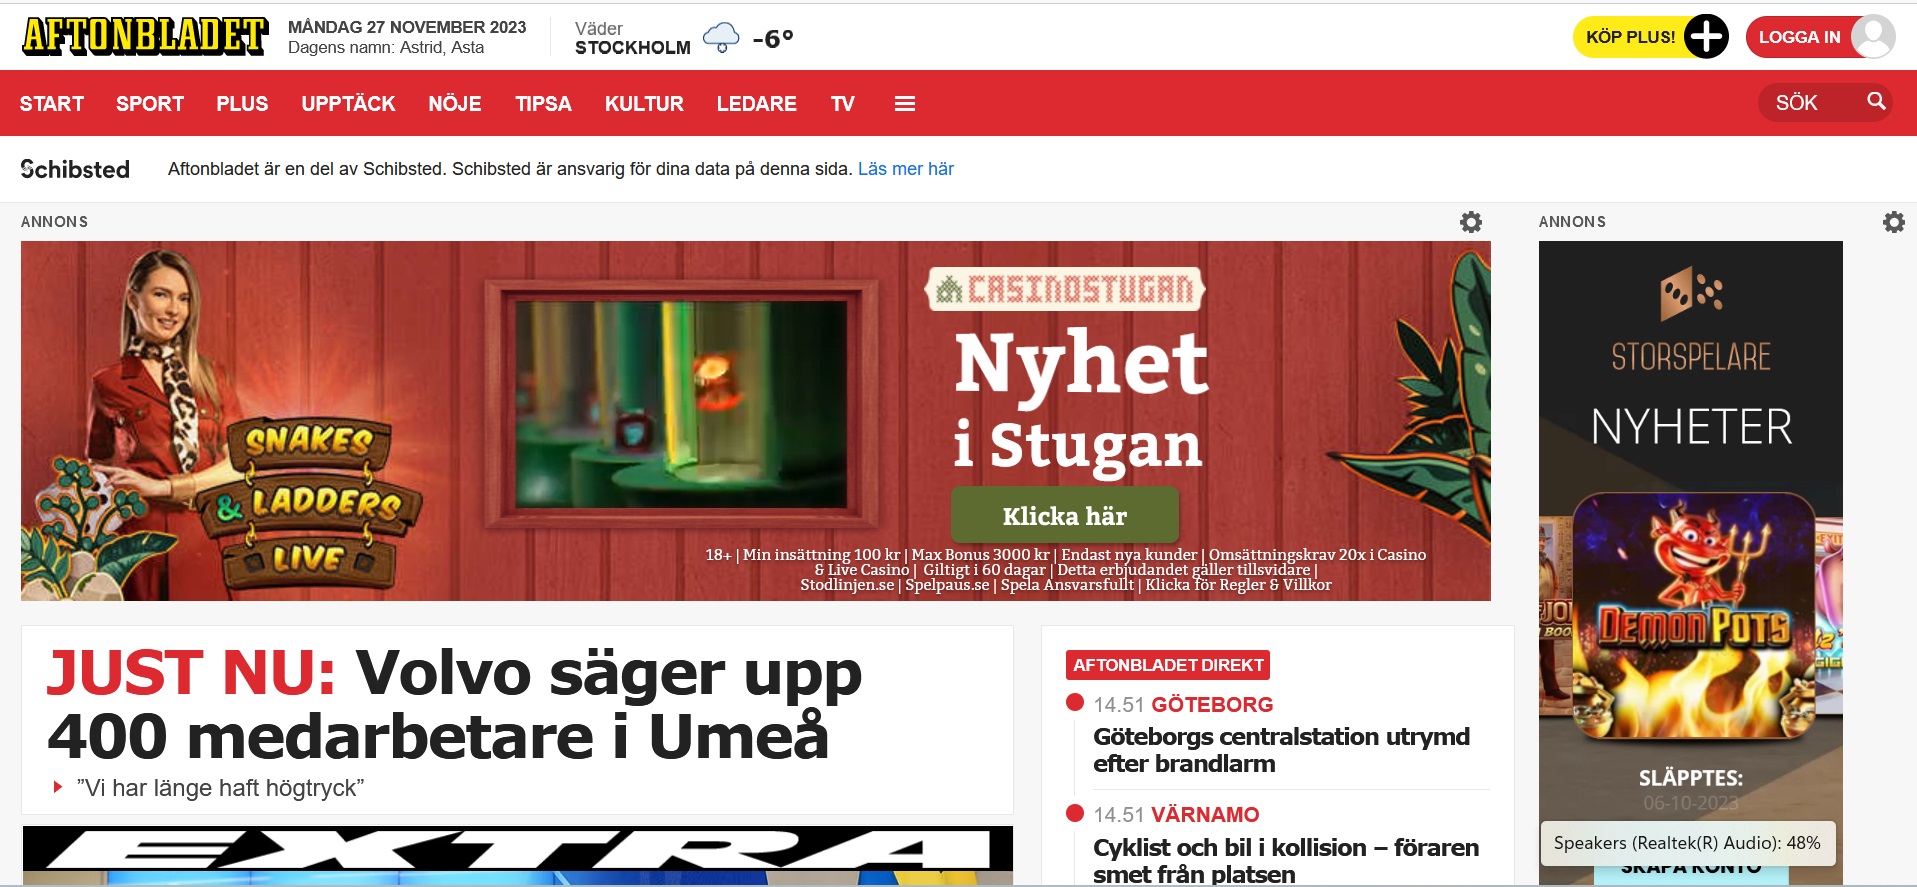 AFTONBLADET
MÅNDAG 27 NOVEMBER 2023
Dagens namn: Astrid, Asta
Väder
STOCKHOLM
-6°
KÖP PLUS!
LOGGA IN
START SPORT PLUS UPPTÄCK NÖJE TIPSA KULTUR LEDARE TV
SÖK
Schibsted
Aftonbladet är en del av Schibsted. Schibsted är ansvarig för dina data på denna sida. Läs mer här
ANNONS
SNAKES
& LADDERS
LIVE
CASINOSTUGAN
Nyhet
i Stugan
Klicka här
18+ | Min insättning 100 kr | Max Bonus 3000 kr | Endast nya kunder | Omsättningskrav 20x i Casino
& Live Casino | Giltigt i 60 dagar | Detta erbjudandet gäller tillsvidare |
Stodlinjen.se | Spelpaus.se | Spela Ansvarsfullt | Klicka för Regler & Villkor
ANNONS
STORSPELARE
NYHETER
DEMON POTS
SLÄPPTES:
06-10-2023
Speakers (Realtek(R) Audio): 48%
SKAPA KONTO
JUST NU: Volvo säger upp
400 medarbetare i Umeå
”Vi har länge haft högtryck”
EXTRA
AFTONBLADET DIREKT
14.51 GÖTEBORG
Göteborgs centralstation utrymd
efter brandlarm
14.51 VÄRNAMO
Cyklist och bil i kollision – föraren
smet från platsen